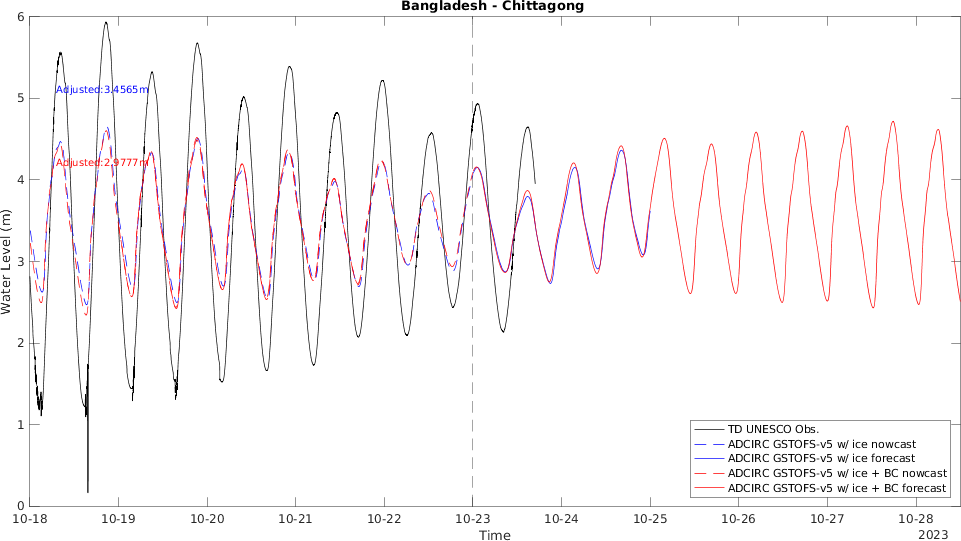 Bangladesh - Chittagong
6
5
4
3
2
1
0
Water Level (m)
Adjusted:3.4565m
Adjusted:2.9777m
TD UNESCO Obs.
ADCIRC GSTOFS-v5 w/ ice nowcast
ADCIRC GSTOFS-v5 w/ ice forecast
ADCIRC GSTOFS-v5 w/ ice + BC nowcast
ADCIRC GSTOFS-v5 w/ ice + BC forecast
10-18 10-19 10-20 10-21 10-22 10-23 10-24 10-25 10-26 10-27 10-28
Time
2023